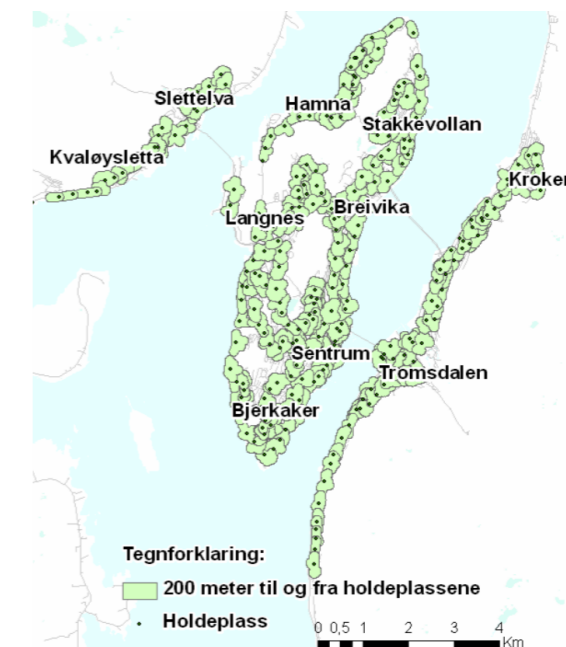 Slettelva
Hamna
Stakkevollan
Kvaløysletta
Kroken
Langnes
Breivika
Sentrum
Tromsdalen
Bjerkaker
Tegnforklaring:
200 meter til og fra holdeplassene
Holdeplass
0 0,5 1 2 3 4
Km